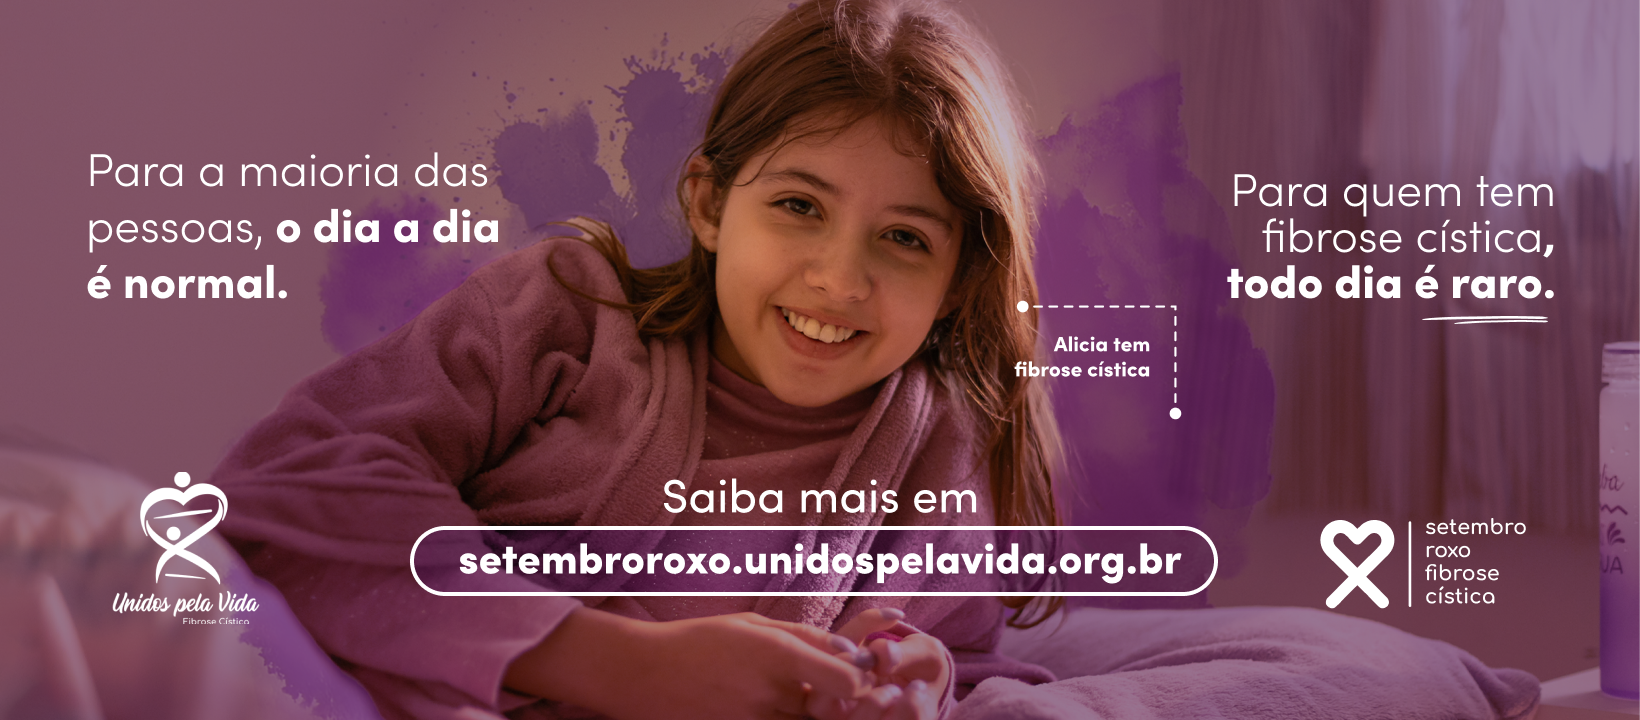 Para a maioria das
pessoas, o dia a dia
é normal.
Para quem tem
fibrose cística,
todo dia é raro.
Alicia tem
fibrose cística
Saiba mais em
setembroroxo.unidospelavida.org.br
Unidos pela Vida
Fibrose Cística
setembro
roxo
fibrose
cística